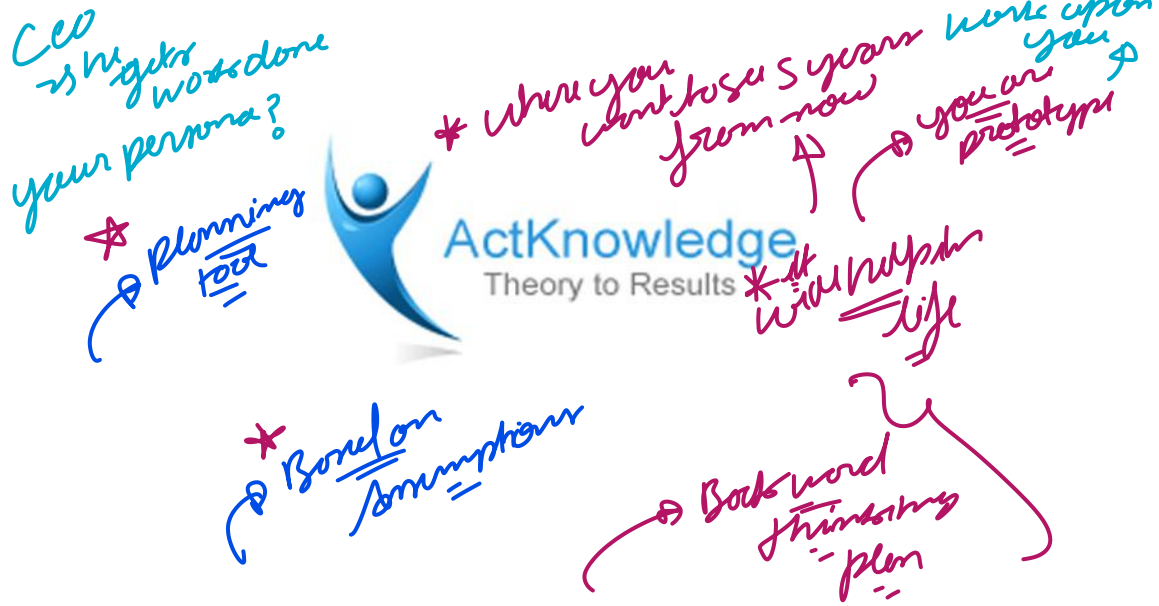 CEO
→ he gets
work done
your persona?
* where you
want to see 5 years
from now
work upon
you
you are
prototype
planning
tool
ActKnowledge
Theory to Results
* it
will help in
life
Based on
Assumptions
Backward
thinking
plan